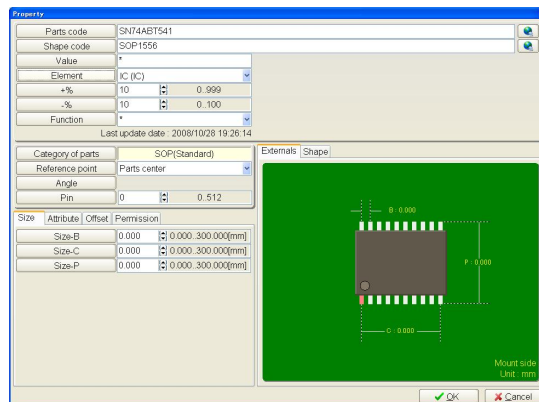 Property
Parts code SN74ABT541
Shape code SOP1556
Value *
Element IC (IC)
+% 10 0..999
-% 10 0..100
Function *
Last update date : 2008/10/28 19:26:14
Category of parts SOP(Standard)
Reference point Parts center
Angle
Pin 0 0..512
Size Attribute Offset Permission
Size-B 0.000 0.000..300.000[mm]
Size-C 0.000 0.000..300.000[mm]
Size-P 0.000 0.000..300.000[mm]
Externals Shape
B : 0.000
P : 0.000
C : 0.000
Mount side
Unit : mm
OK Cancel